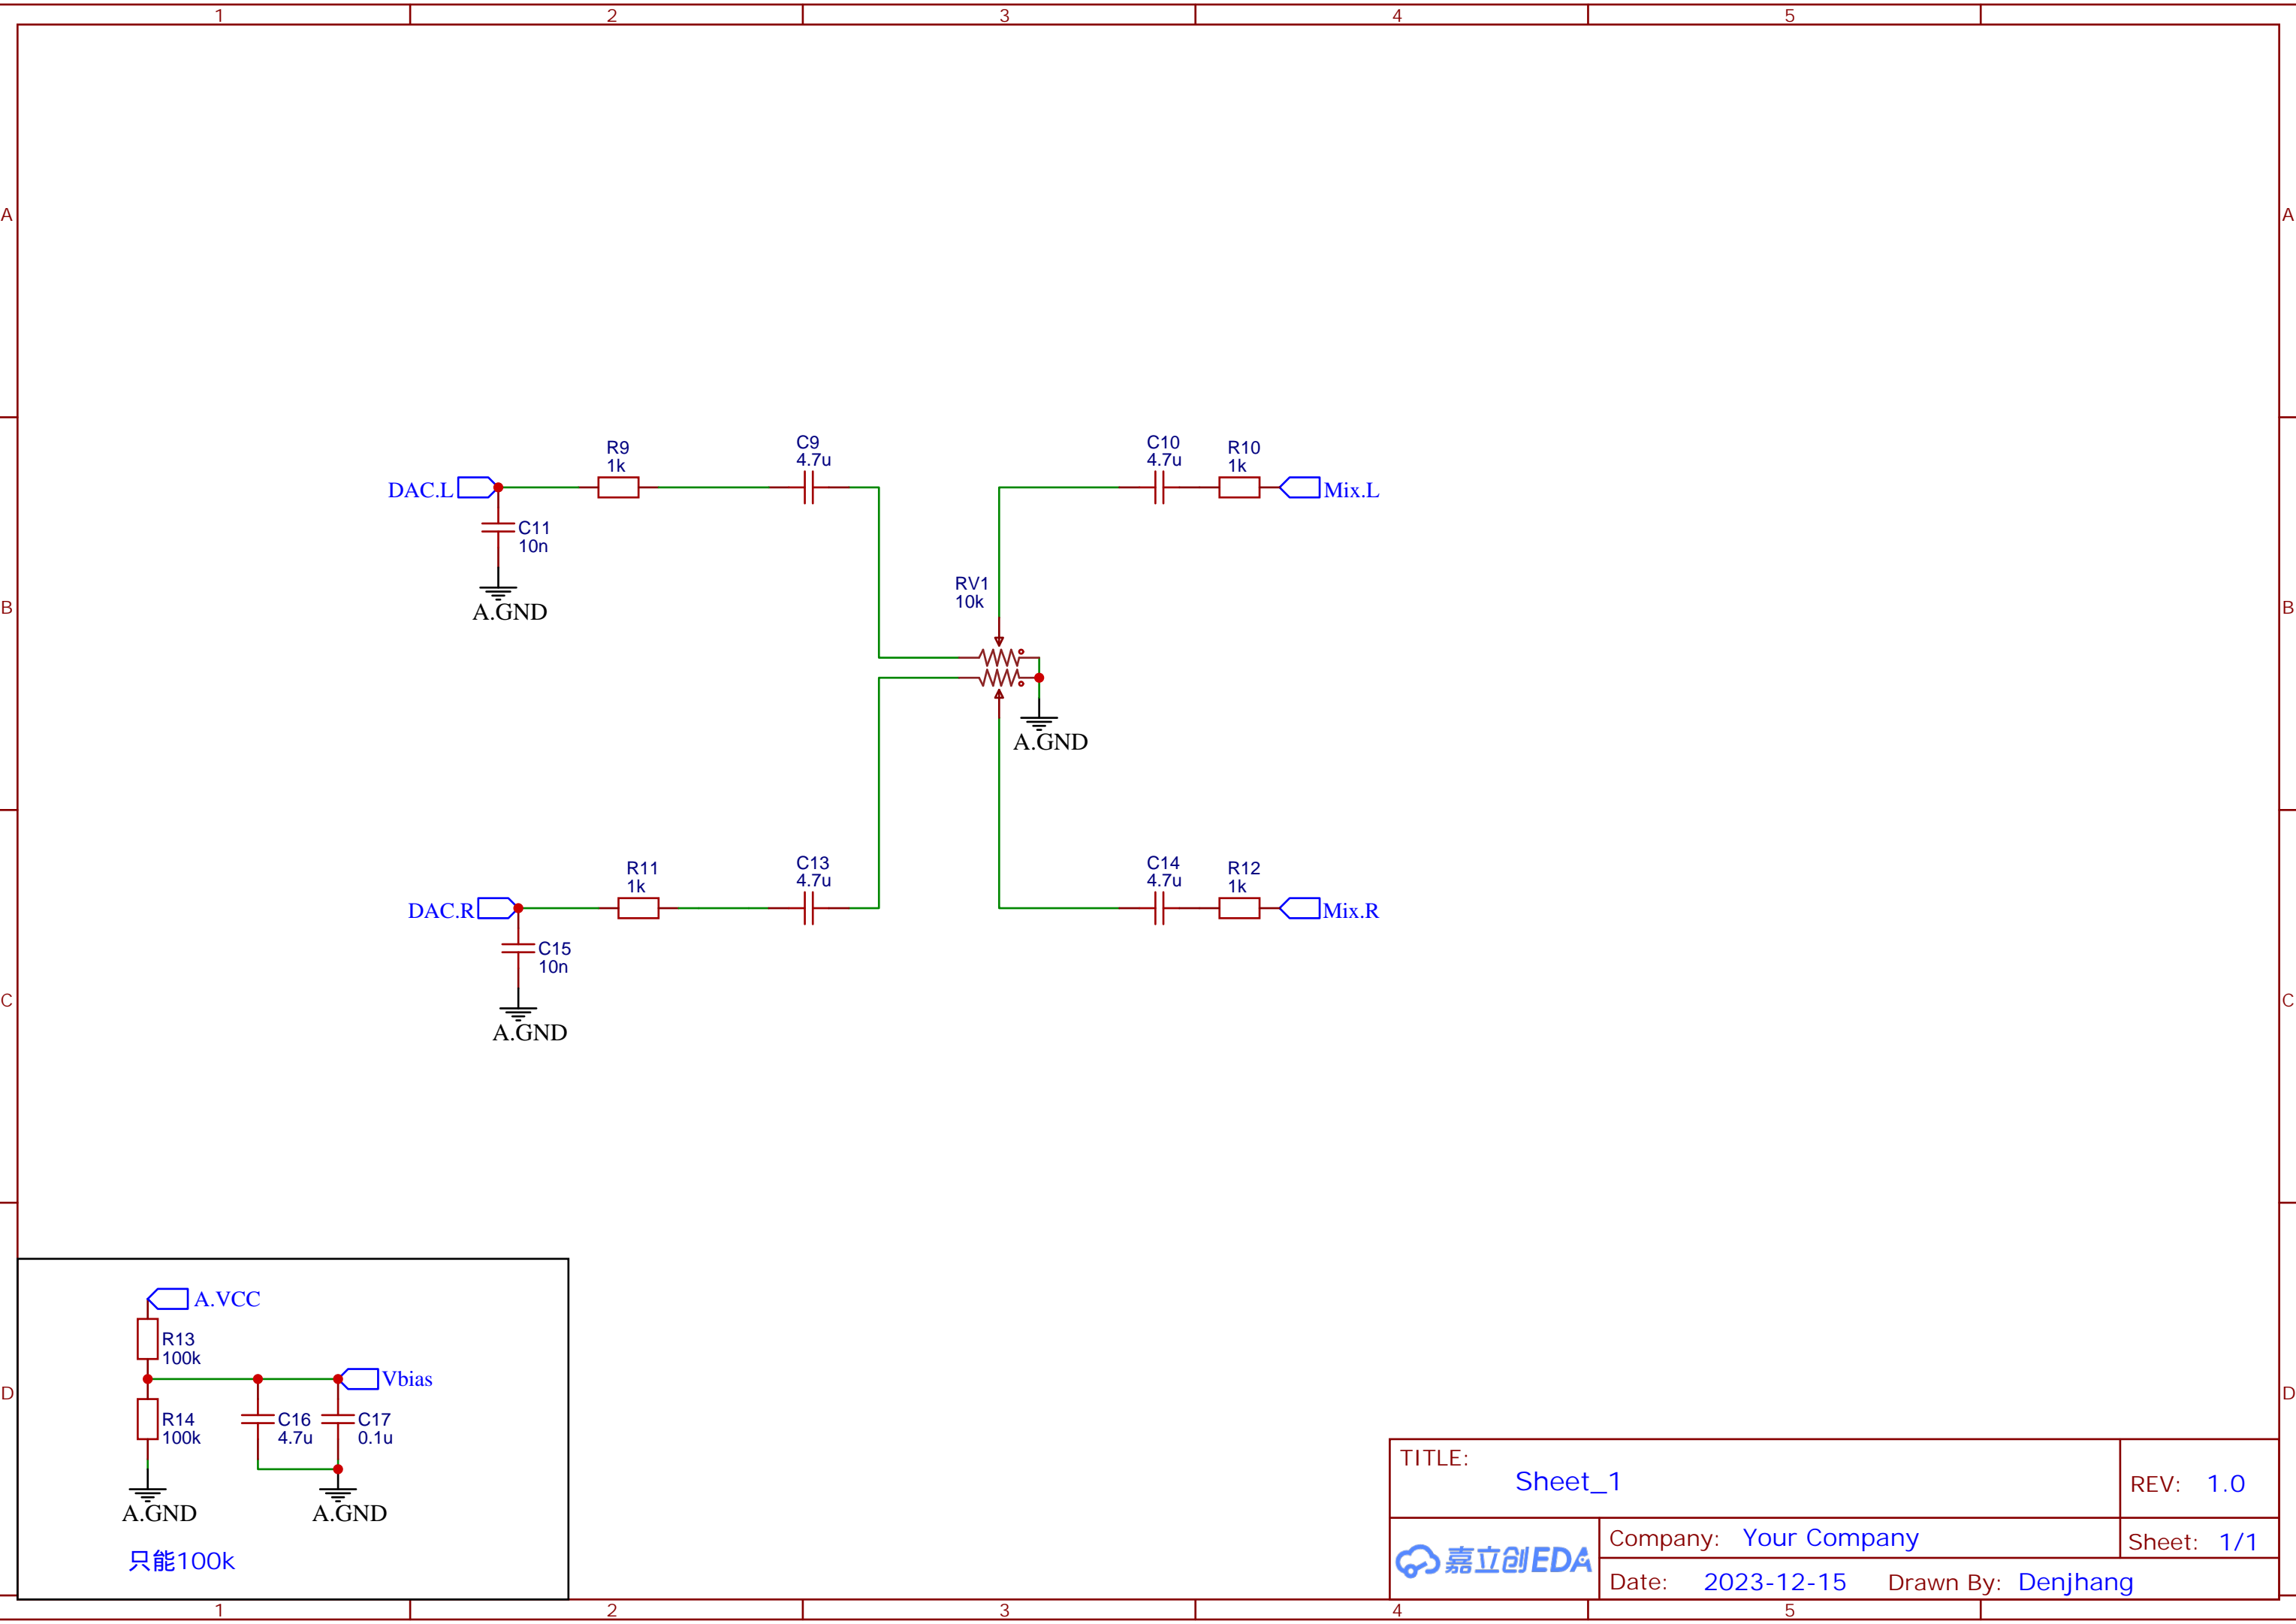 1 2 3 4 5
A A
R9
1k
C9
4.7u
C10
4.7u
R10
1k
DAC.L
Mix.L
C11
10n
A.GND
RV1
10k
B B
A.GND
R11
1k
C13
4.7u
C14
4.7u
R12
1k
DAC.R
Mix.R
C15
10n
A.GND
C C
A.VCC
R13
100k
Vbias
R14
100k
C16
4.7u
C17
0.1u
A.GND
A.GND
只能100k
D D
TITLE:
Sheet_1
REV: 1.0
嘉立创EDA
Company: Your Company
Sheet: 1/1
Date: 2023-12-15 Drawn By: Denjhang
1 2 3 4 5